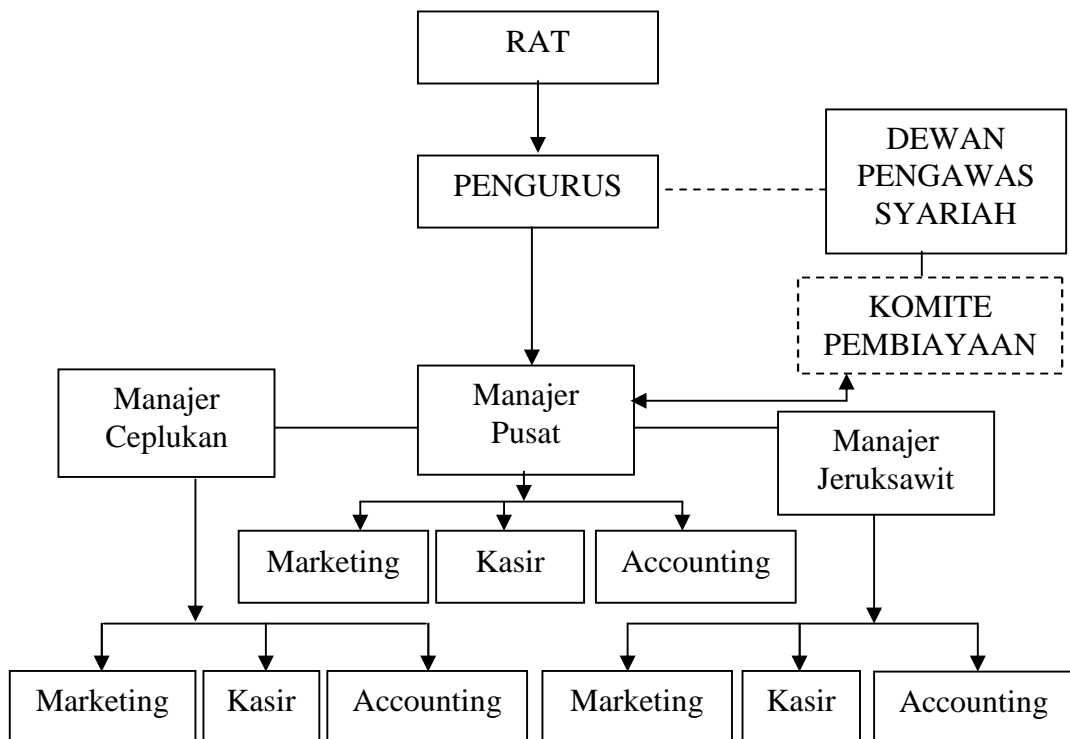 RAT
PENGURUS
DEWAN
PENGAWAS
SYARIAH
KOMITE
PEMBIAYAAN
Manajer
Ceplukan
Manajer
Pusat
Manajer
Jeruksawit
Marketing
Kasir
Accounting
Marketing
Kasir
Accounting
Marketing
Kasir
Accounting